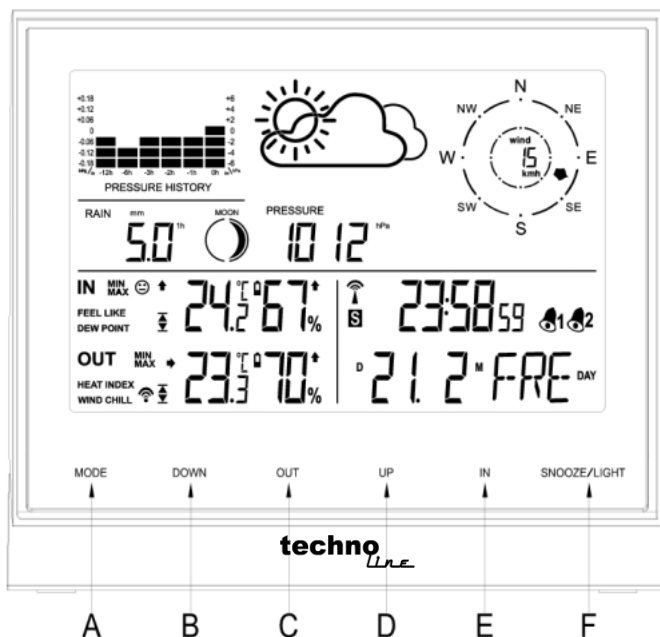 +0.18 +6
+0.12 +4
+0.06 +2
0 0
-0.06 -2
-0.12 -4
-0.18 -6
-12h -6h -3h -2h -1h 0h
PRESSURE HISTORY
N
NW NE
W E
SW SE
S
wind
15
kmh
RAIN mm MOON PRESSURE
5.0 1h 1012 hPa
IN MIN MAX 24.2 °C 67 %
FEEL LIKE
DEW POINT
S 23:58 59 1 2
OUT MIN MAX 23.3 °C 70 %
HEAT INDEX
WIND CHILL
D 21. 2 M FRE DAY
MODE DOWN OUT UP IN SNOOZE/LIGHT
techno
line
A B C D E F